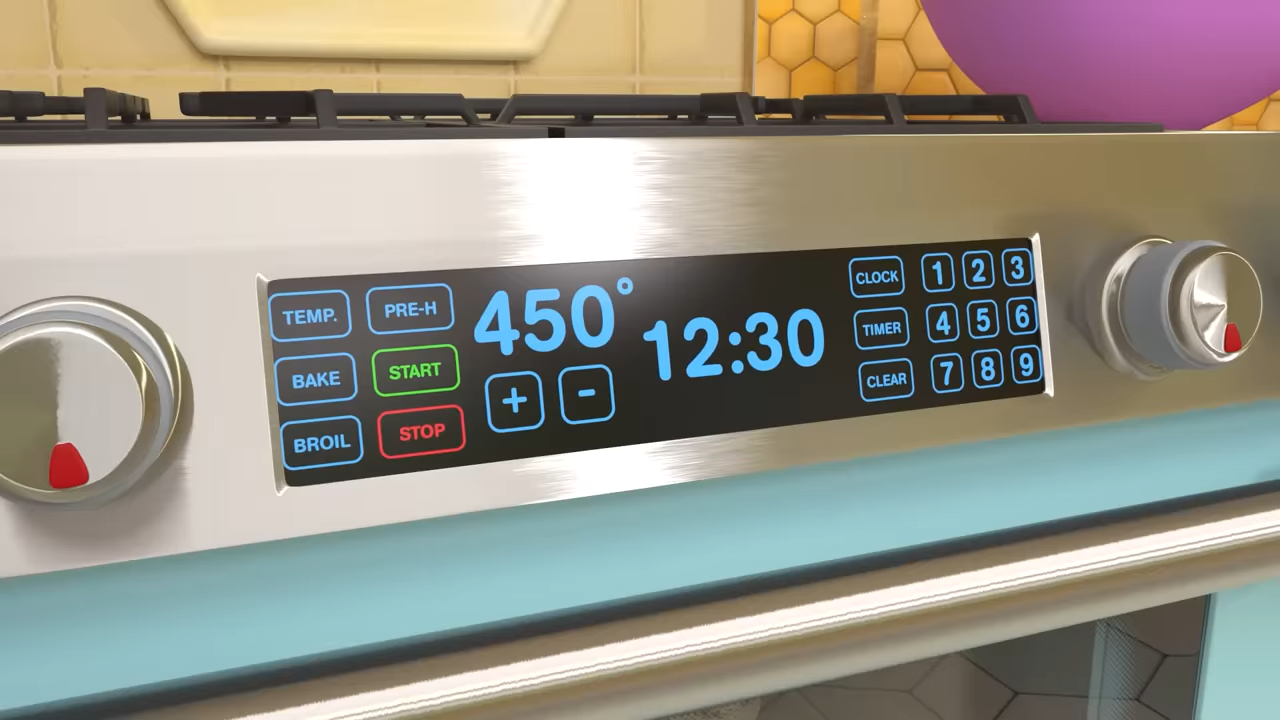 TEMP. PRE-H 450° 12:30 CLOCK 1 2 3
BAKE START + - TIMER 4 5 6
BROIL STOP CLEAR 7 8 9